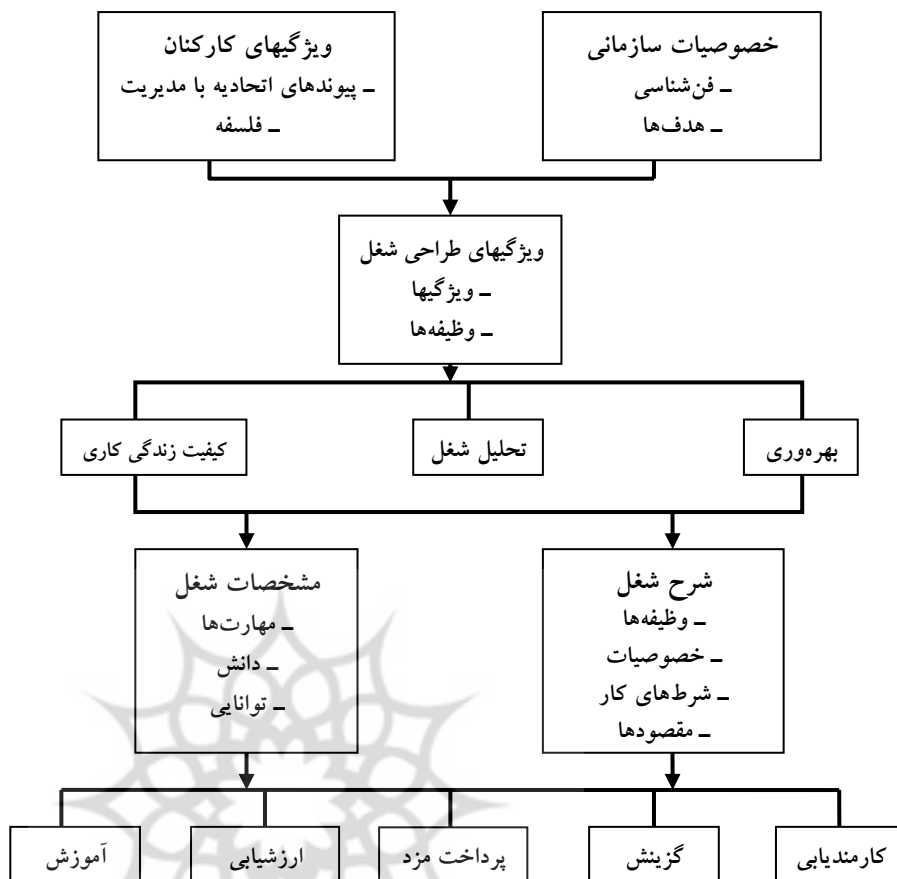 خصوصیات سازمانی
ـ فن‌شناسی
ـ هدف‌ها
ویژگیهای کارکنان
ـ پیوندهای اتحادیه با مدیریت
ـ فلسفه
ویژگیهای طراحی شغل
ـ ویژگیها
ـ وظیفه‌ها
بهره‌وری
تحلیل شغل
کیفیت زندگی کاری
شرح شغل
ـ وظیفه‌ها
ـ خصوصیات
ـ شرط‌های کار
ـ مقصودها
مشخصات شغل
ـ مهارت‌ها
ـ دانش
ـ توانایی
کارمندیابی
گزینش
پرداخت مزد
ارزشیابی
آموزش